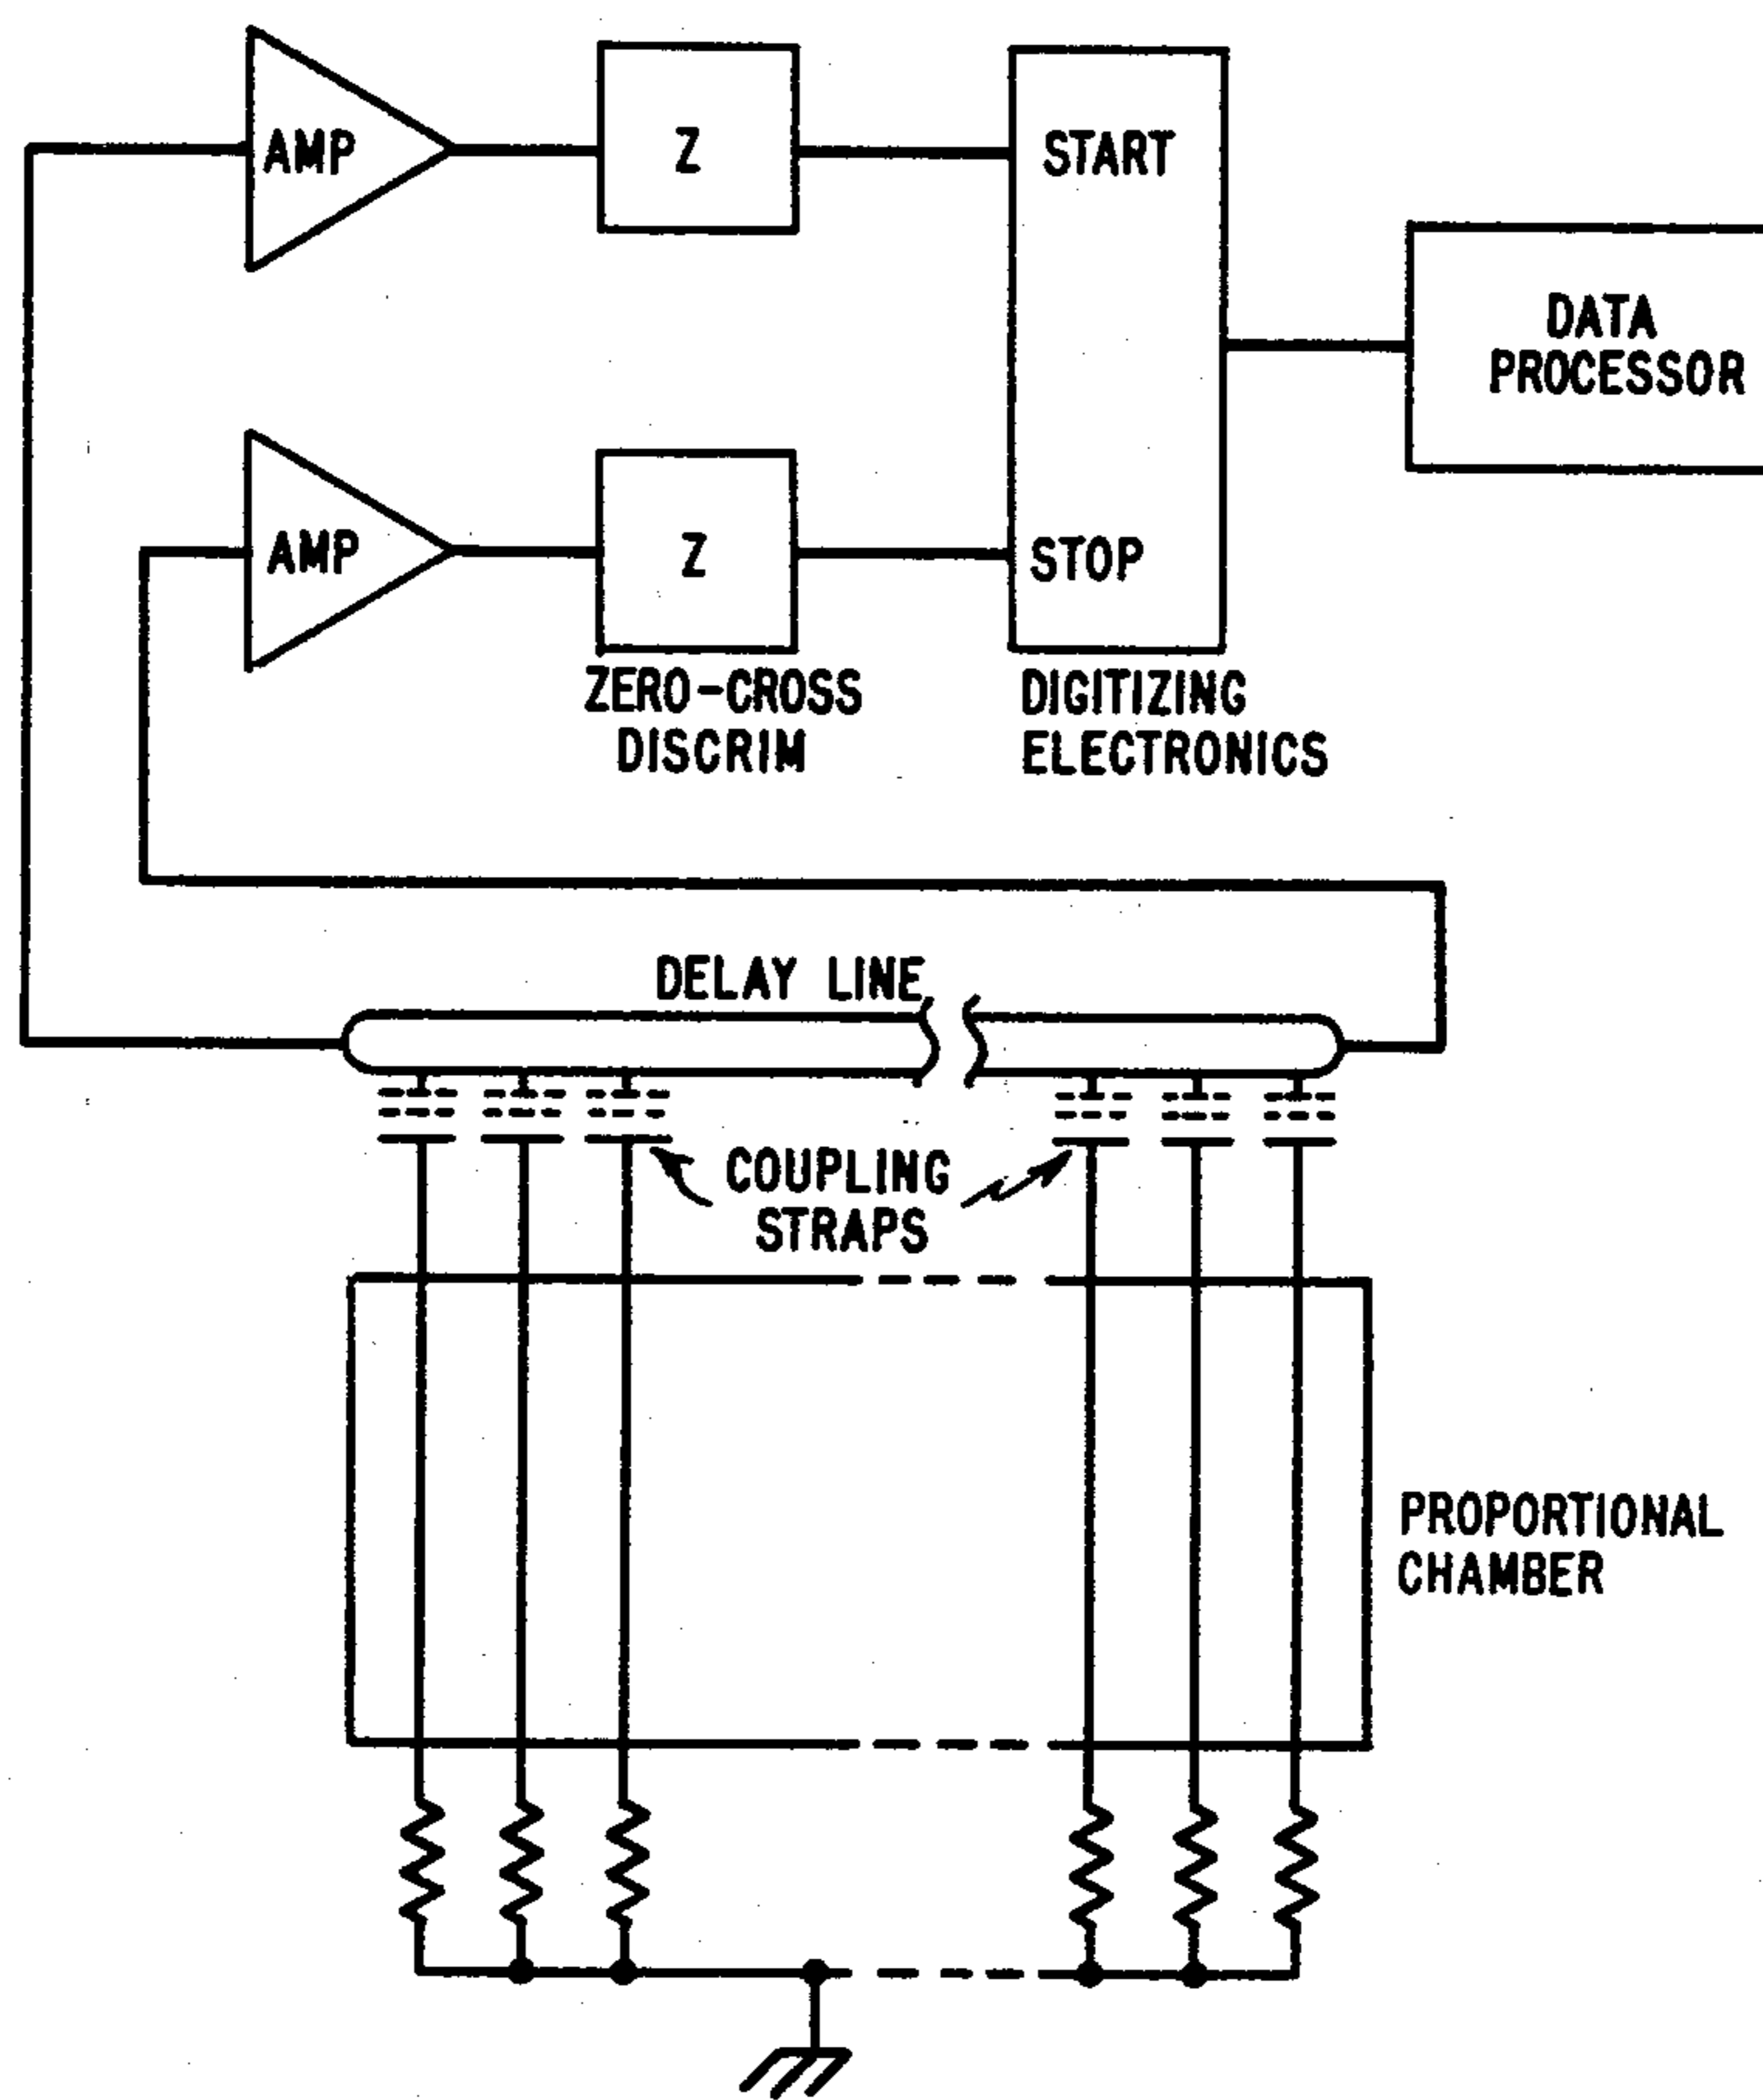 AMP
Z
START
DATA
PROCESSOR
AMP
Z
STOP
ZERO-CROSS
DISCRIM
DIGITIZING
ELECTRONICS
DELAY LINE
COUPLING
STRAPS
PROPORTIONAL
CHAMBER